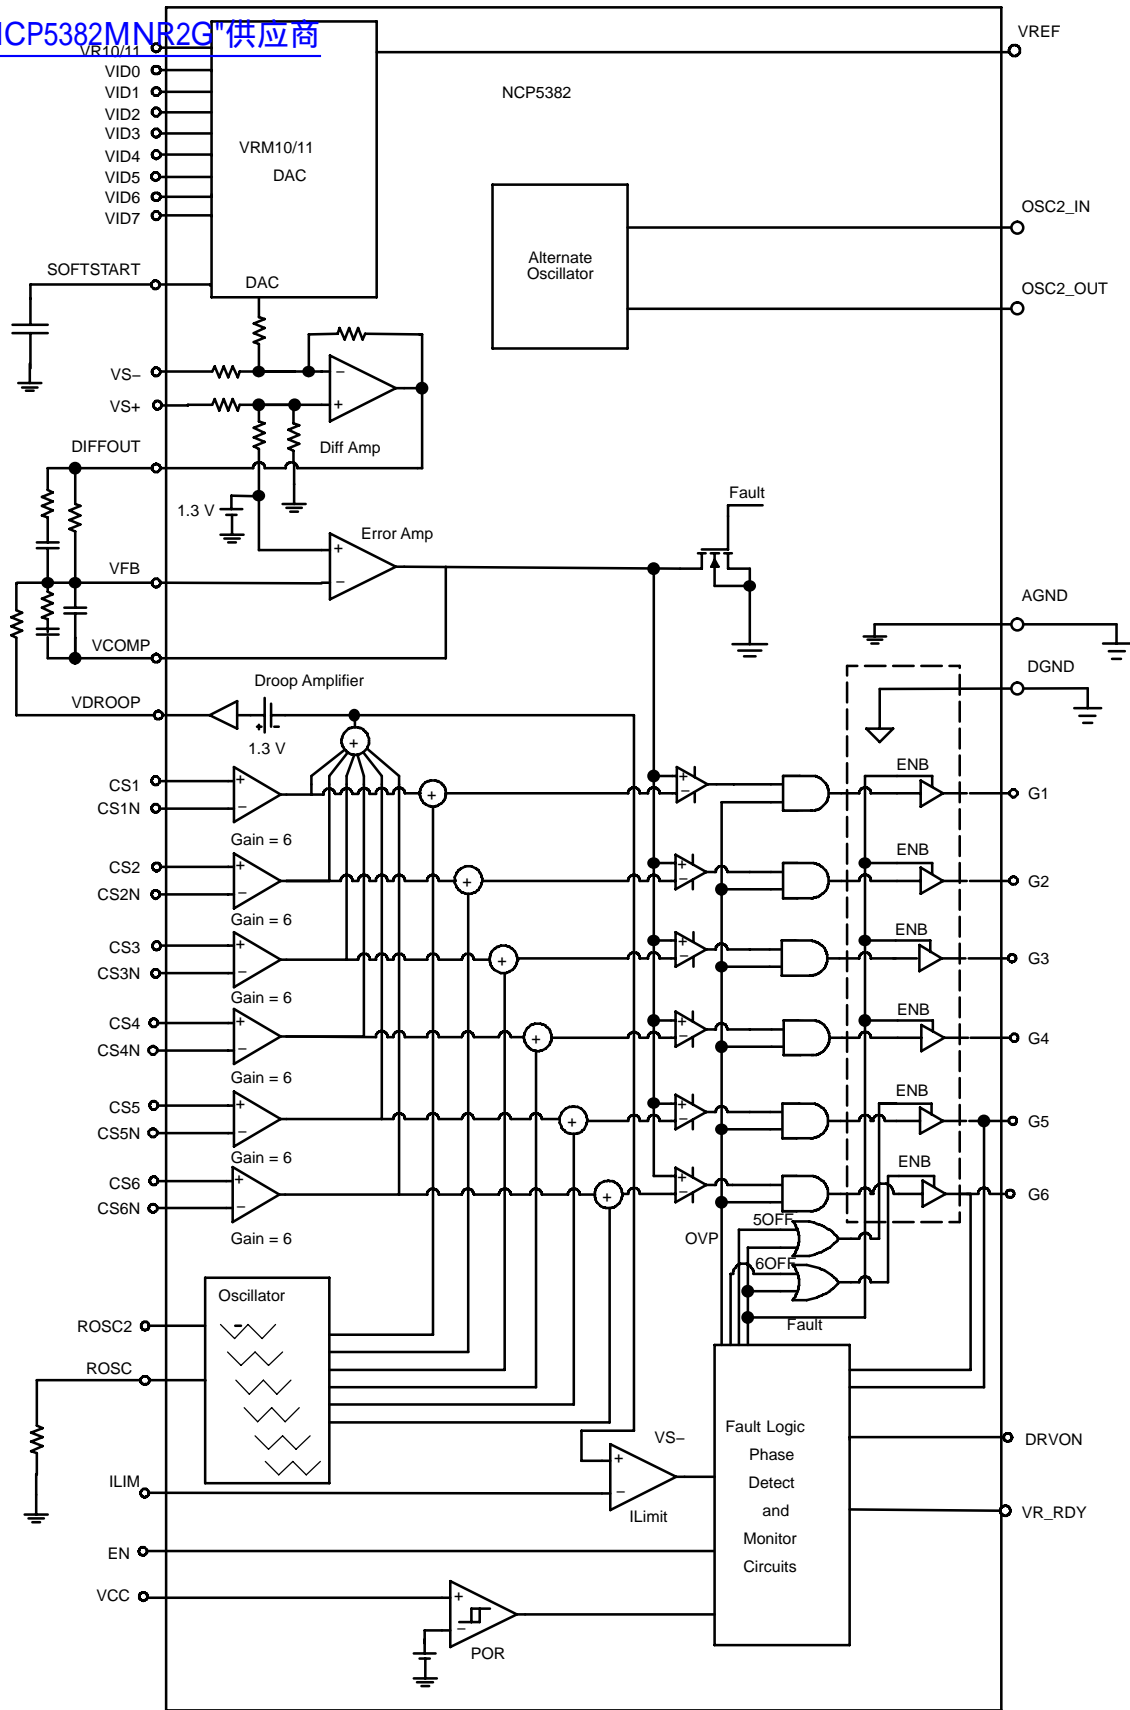 NCP5382MNR2G"供应商
VR10/11
VREF
VID0
VID1
VID2
VID3
VID4
VID5
VID6
VID7
NCP5382
VRM10/11
DAC
OSC2_IN
Alternate
Oscillator
SOFTSTART
DAC
OSC2_OUT
VS–
–
VS+
+
DIFFOUT
Diff Amp
1.3 V
Fault
Error Amp
+
VFB
–
AGND
VCOMP
DGND
Droop Amplifier
VDROOP
+
-
1.3 V
+
ENB
CS1
+
+
+
–
G1
CS1N
–
Gain = 6
ENB
CS2
+
+
+
–
G2
CS2N
–
Gain = 6
ENB
CS3
+
+
+
–
G3
CS3N
–
Gain = 6
ENB
CS4
+
+
+
–
G4
CS4N
–
Gain = 6
ENB
CS5
+
+
+
–
G5
CS5N
–
Gain = 6
ENB
CS6
+
+
+
–
G6
CS6N
–
Gain = 6
5OFF
OVP
6OFF
Oscillator
Fault
ROSC2
ROSC
Fault Logic
Phase
Detect
and
Monitor
Circuits
VS–
DRVON
+
ILIM
–
ILimit
VR_RDY
EN
VCC
+
–
POR